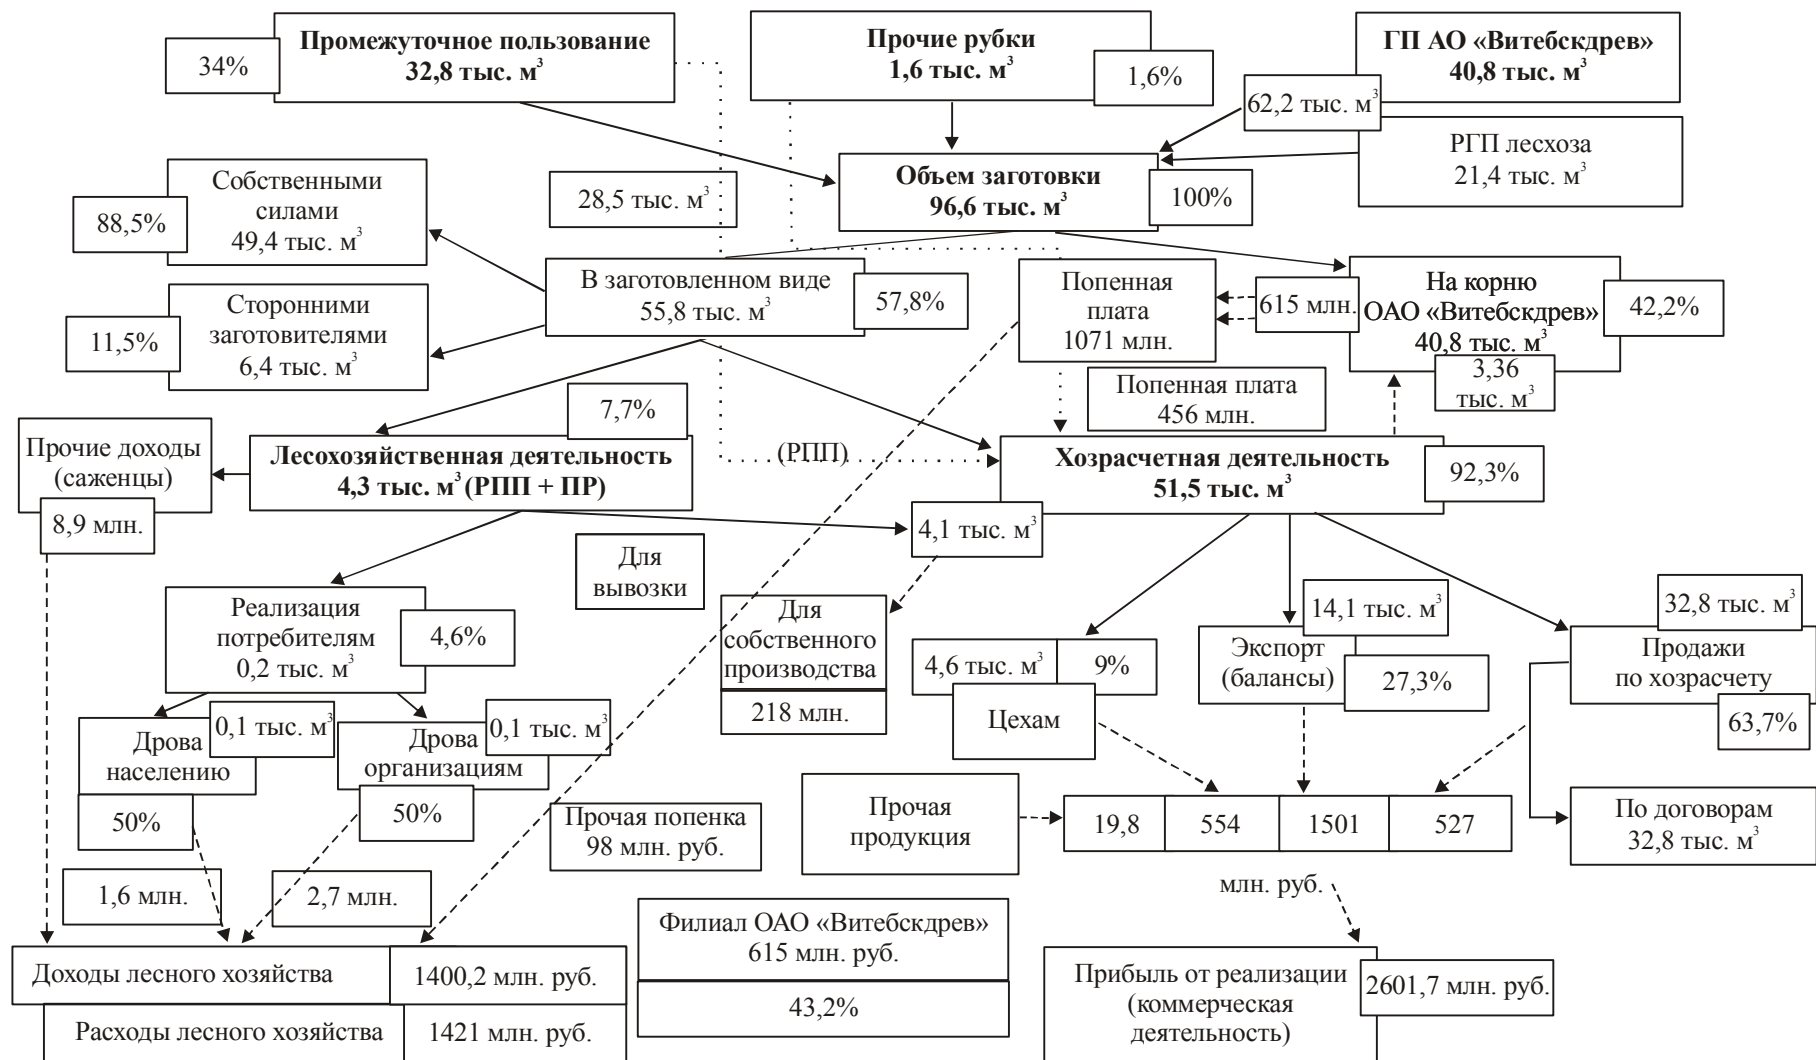 Промежуточное пользование
32,8 тыс. м³
34%
Прочие рубки
1,6 тыс. м³
1,6%
ГП АО «Витебскдрев»
40,8 тыс. м³
62,2 тыс. м³
РГП лесхоза
21,4 тыс. м³
Объем заготовки
96,6 тыс. м³
100%
Собственными
силами
49,4 тыс. м³
88,5%
28,5 тыс. м³
В заготовленном виде
55,8 тыс. м³
57,8%
Попенная
плата
1071 млн.
615 млн.
На корню
ОАО «Витебскдрев»
40,8 тыс. м³
42,2%
3,36
тыс. м³
Сторонними
заготовителями
6,4 тыс. м³
11,5%
Попенная плата
456 млн.
7,7%
Прочие доходы
(саженцы)
8,9 млн.
Лесохозяйственная деятельность
4,3 тыс. м³ (РПП + ПР)
(РПП)
Хозрасчетная деятельность
51,5 тыс. м³
92,3%
4,1 тыс. м³
Для
вывозки
Реализация
потребителям
0,2 тыс. м³
4,6%
Для
собственного
производства
218 млн.
4,6 тыс. м³
9%
Цехам
14,1 тыс. м³
Экспорт
(балансы)
27,3%
32,8 тыс. м³
Продажи
по хозрасчету
63,7%
0,1 тыс. м³
Дрова
населению
50%
0,1 тыс. м³
Дрова
организациям
50%
Прочая попенка
98 млн. руб.
Прочая
продукция
19,8
554
1501
527
По договорам
32,8 тыс. м³
1,6 млн.
2,7 млн.
млн. руб.
Филиал ОАО «Витебскдрев»
615 млн. руб.
43,2%
Доходы лесного хозяйства
1400,2 млн. руб.
Расходы лесного хозяйства
1421 млн. руб.
Прибыль от реализации
(коммерческая
деятельность)
2601,7 млн. руб.